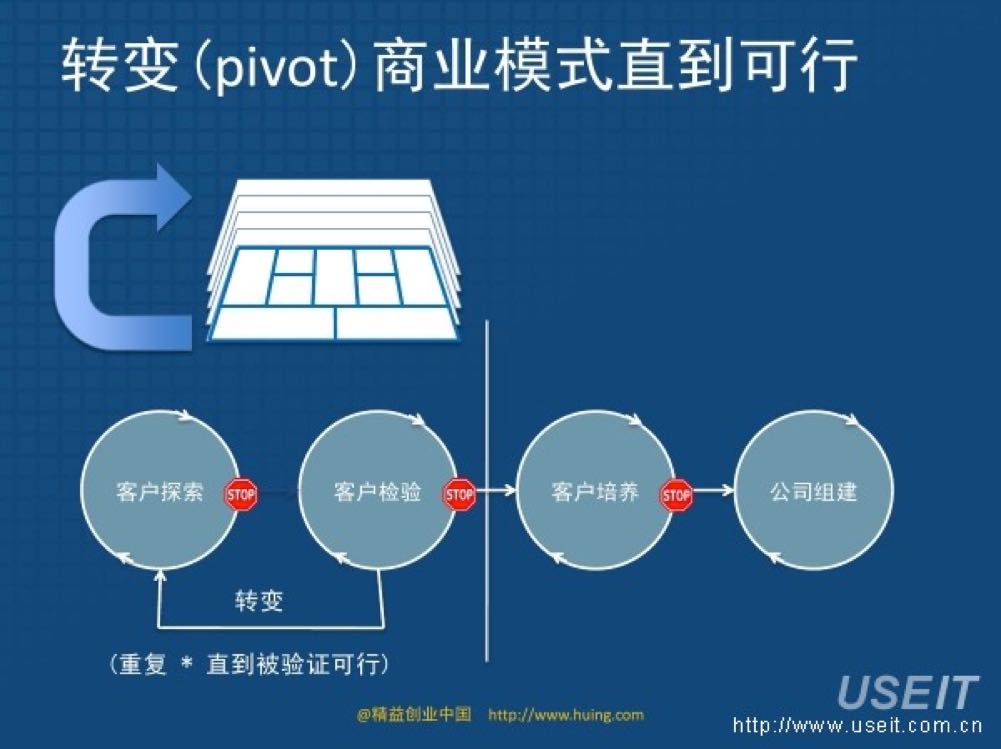 转变(pivot)商业模式直到可行
客户探索 STOP 客户检验 STOP 客户培养 STOP 公司组建
转变
(重复 * 直到被验证可行)
@精益创业中国 http://www.huing.com
USEIT
http://www.useit.com.cn